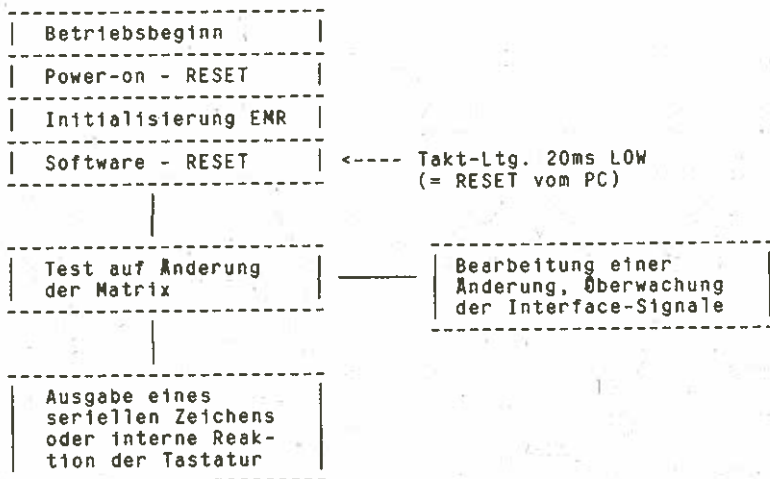 Betriebsbeginn
Power-on - RESET
Initialisierung EMR
Software - RESET <---- Takt-Ltg. 20ms LOW
(= RESET vom PC)
Test auf Änderung
der Matrix
Bearbeitung einer
Änderung, Überwachung
der Interface-Signale
Ausgabe eines
seriellen Zeichens
oder interne Reak-
tion der Tastatur